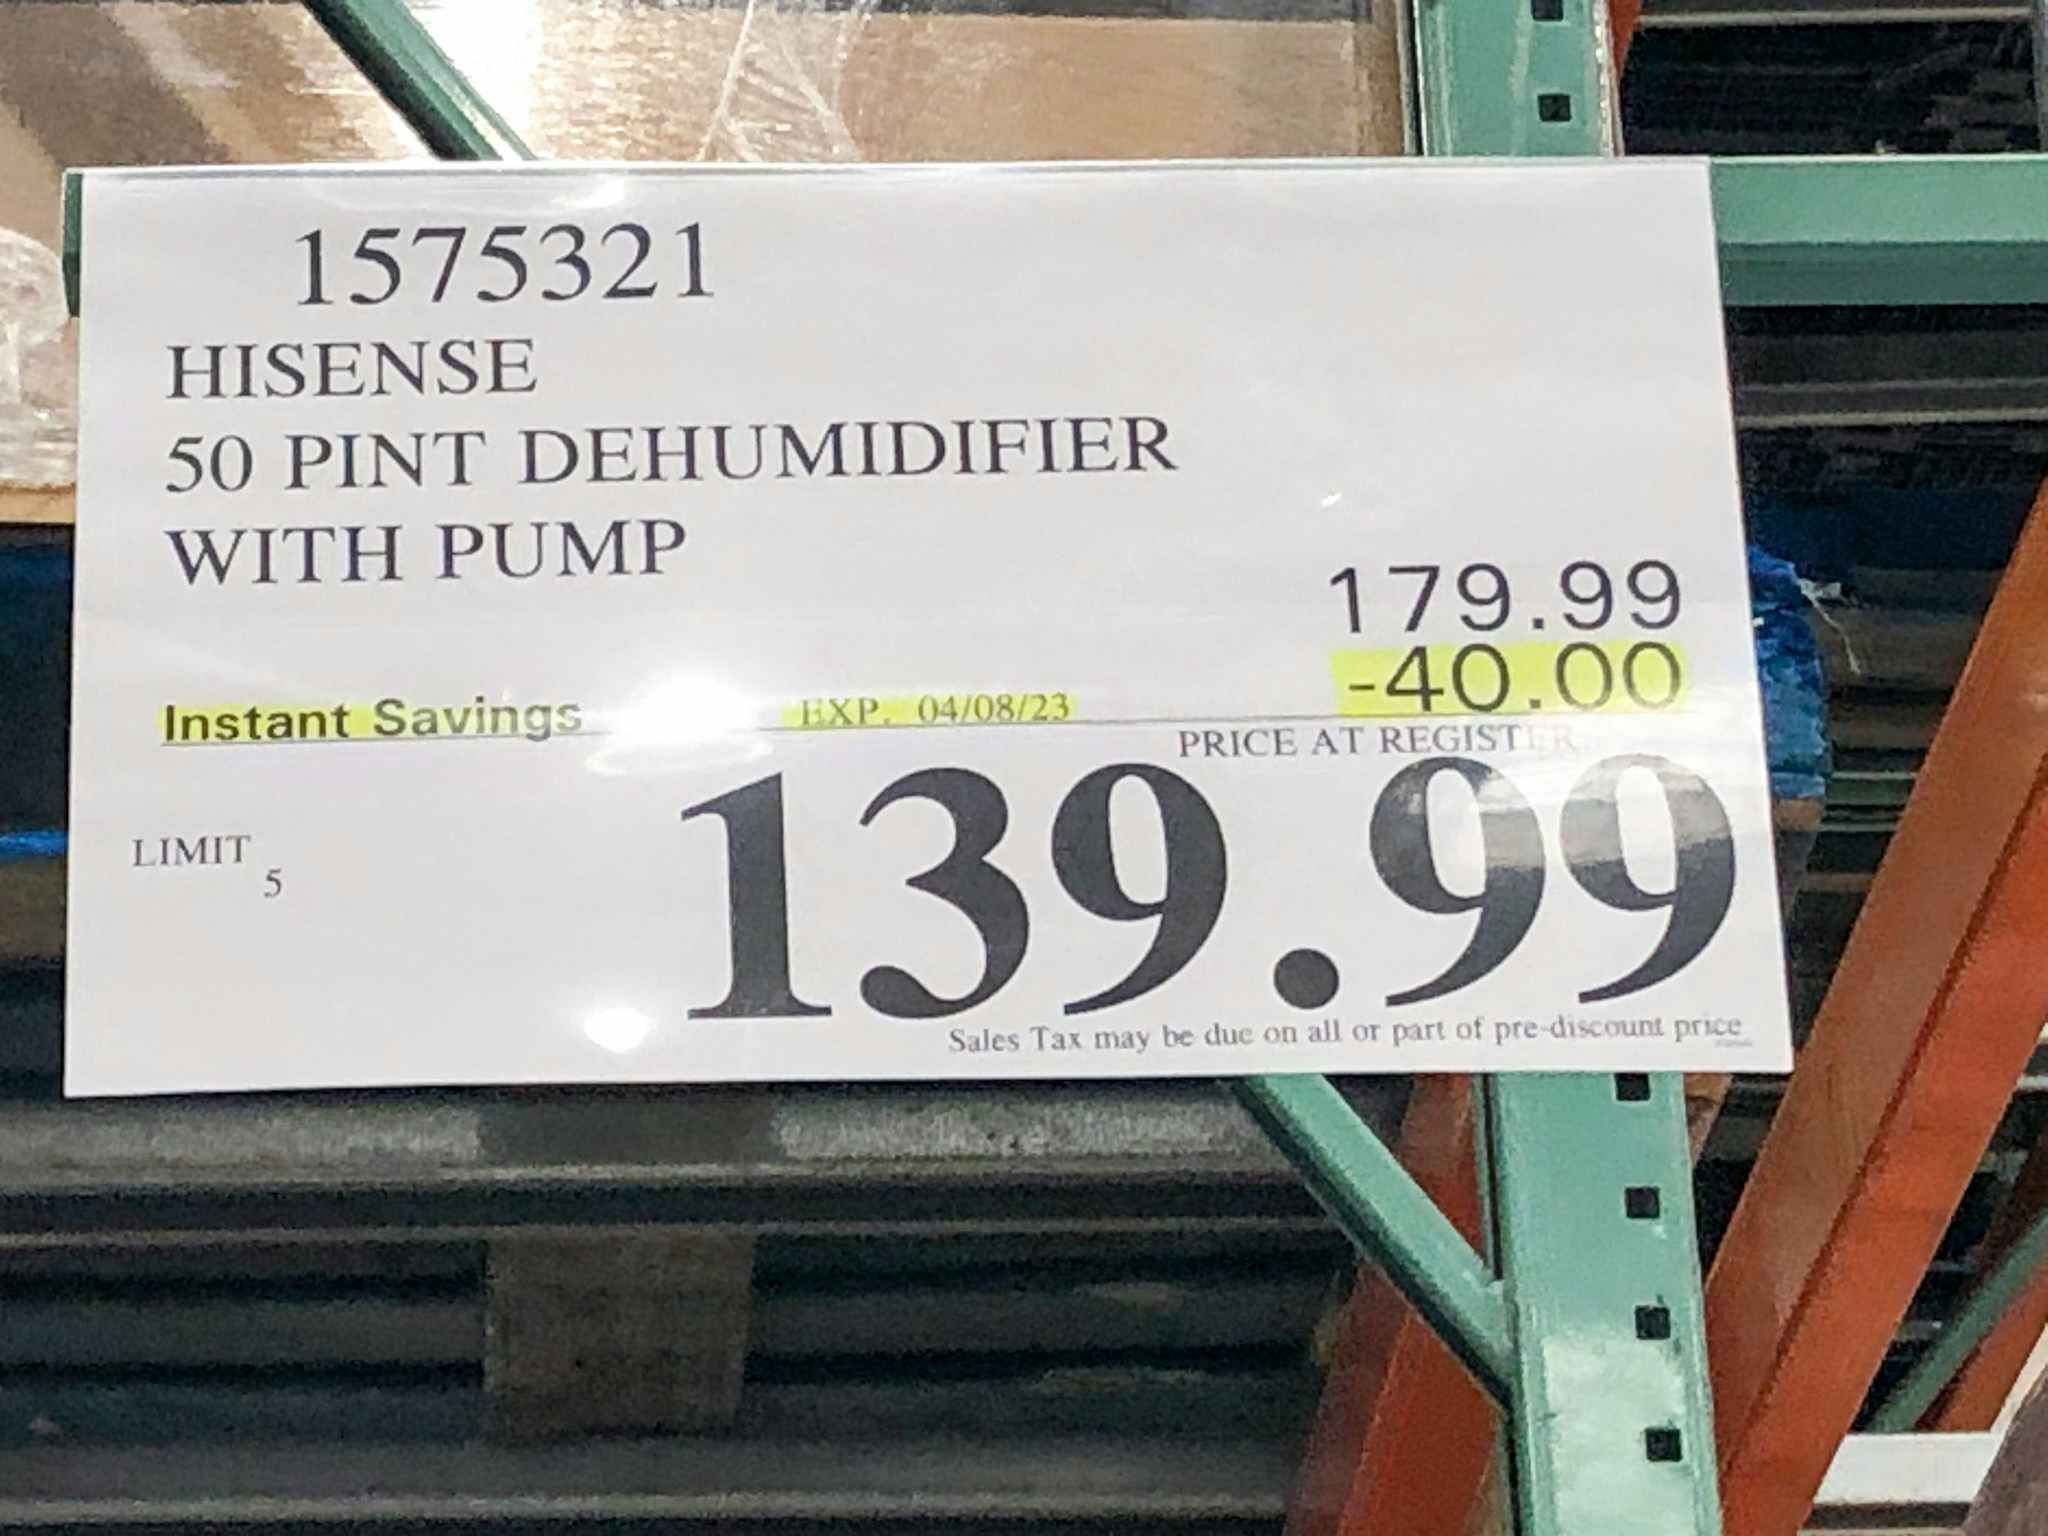 1575321
HISENSE
50 PINT DEHUMIDIFIER
WITH PUMP
179.99
-40.00
Instant Savings EXP. 04/08/23
PRICE AT REGISTER
139.99
LIMIT
5
Sales Tax may be due on all or part of pre-discount price